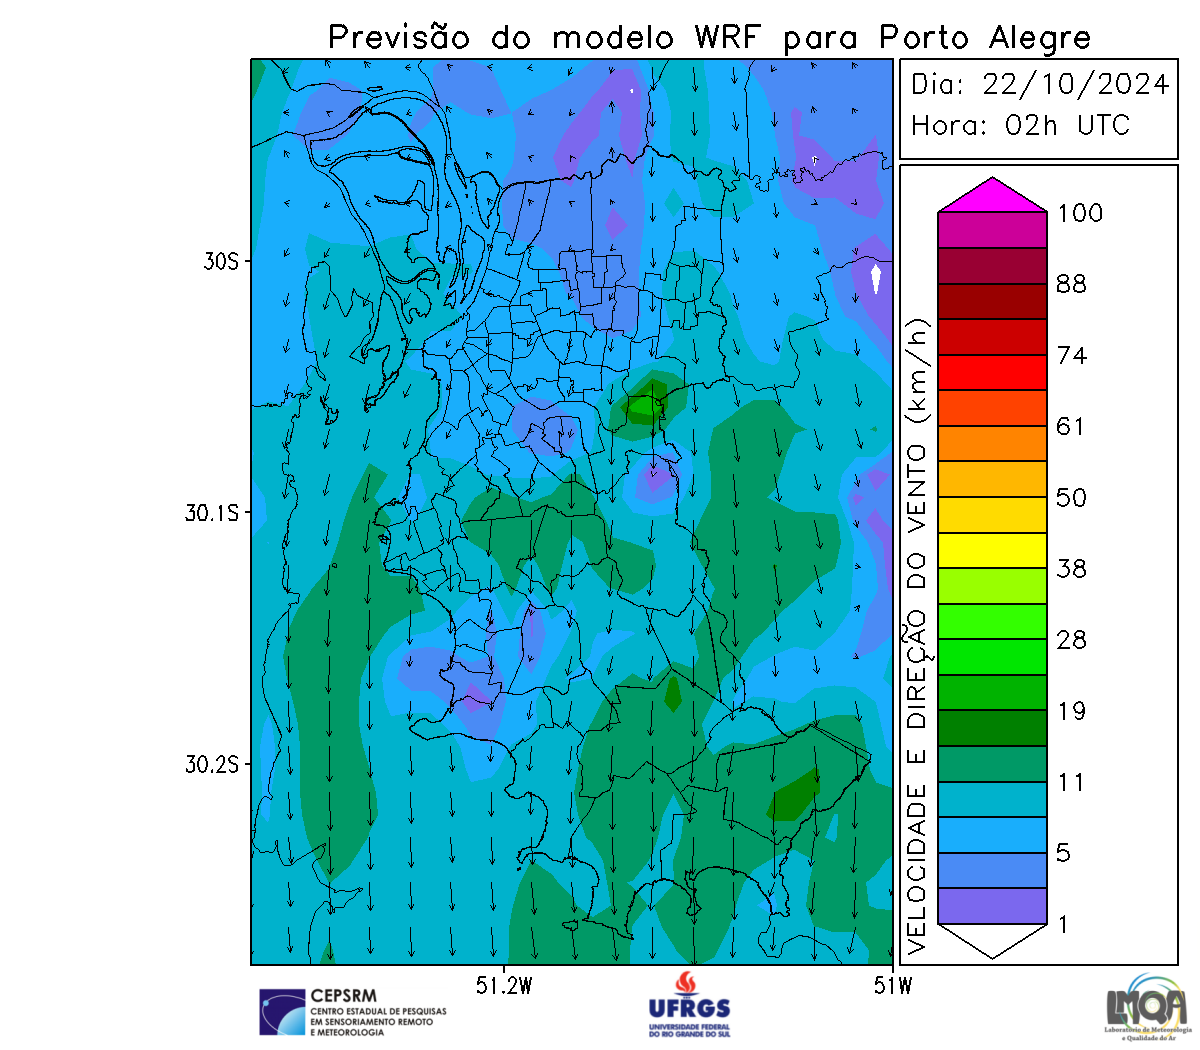 Previsão do modelo WRF para Porto Alegre
Dia: 22/10/2024
Hora: 02h UTC
100
88
74
61
50
38
28
19
11
5
1
VELOCIDADE E DIREÇÃO DO VENTO (km/h)
30S
30.1S
30.2S
51.2W
51W
CEPSRM
CENTRO ESTADUAL DE PESQUISAS
EM SENSORIAMENTO REMOTO
E METEOROLOGIA
UFRGS
UNIVERSIDADE FEDERAL
DO RIO GRANDE DO SUL
LMQA
Laboratório de Meteorologia
e Qualidade do Ar